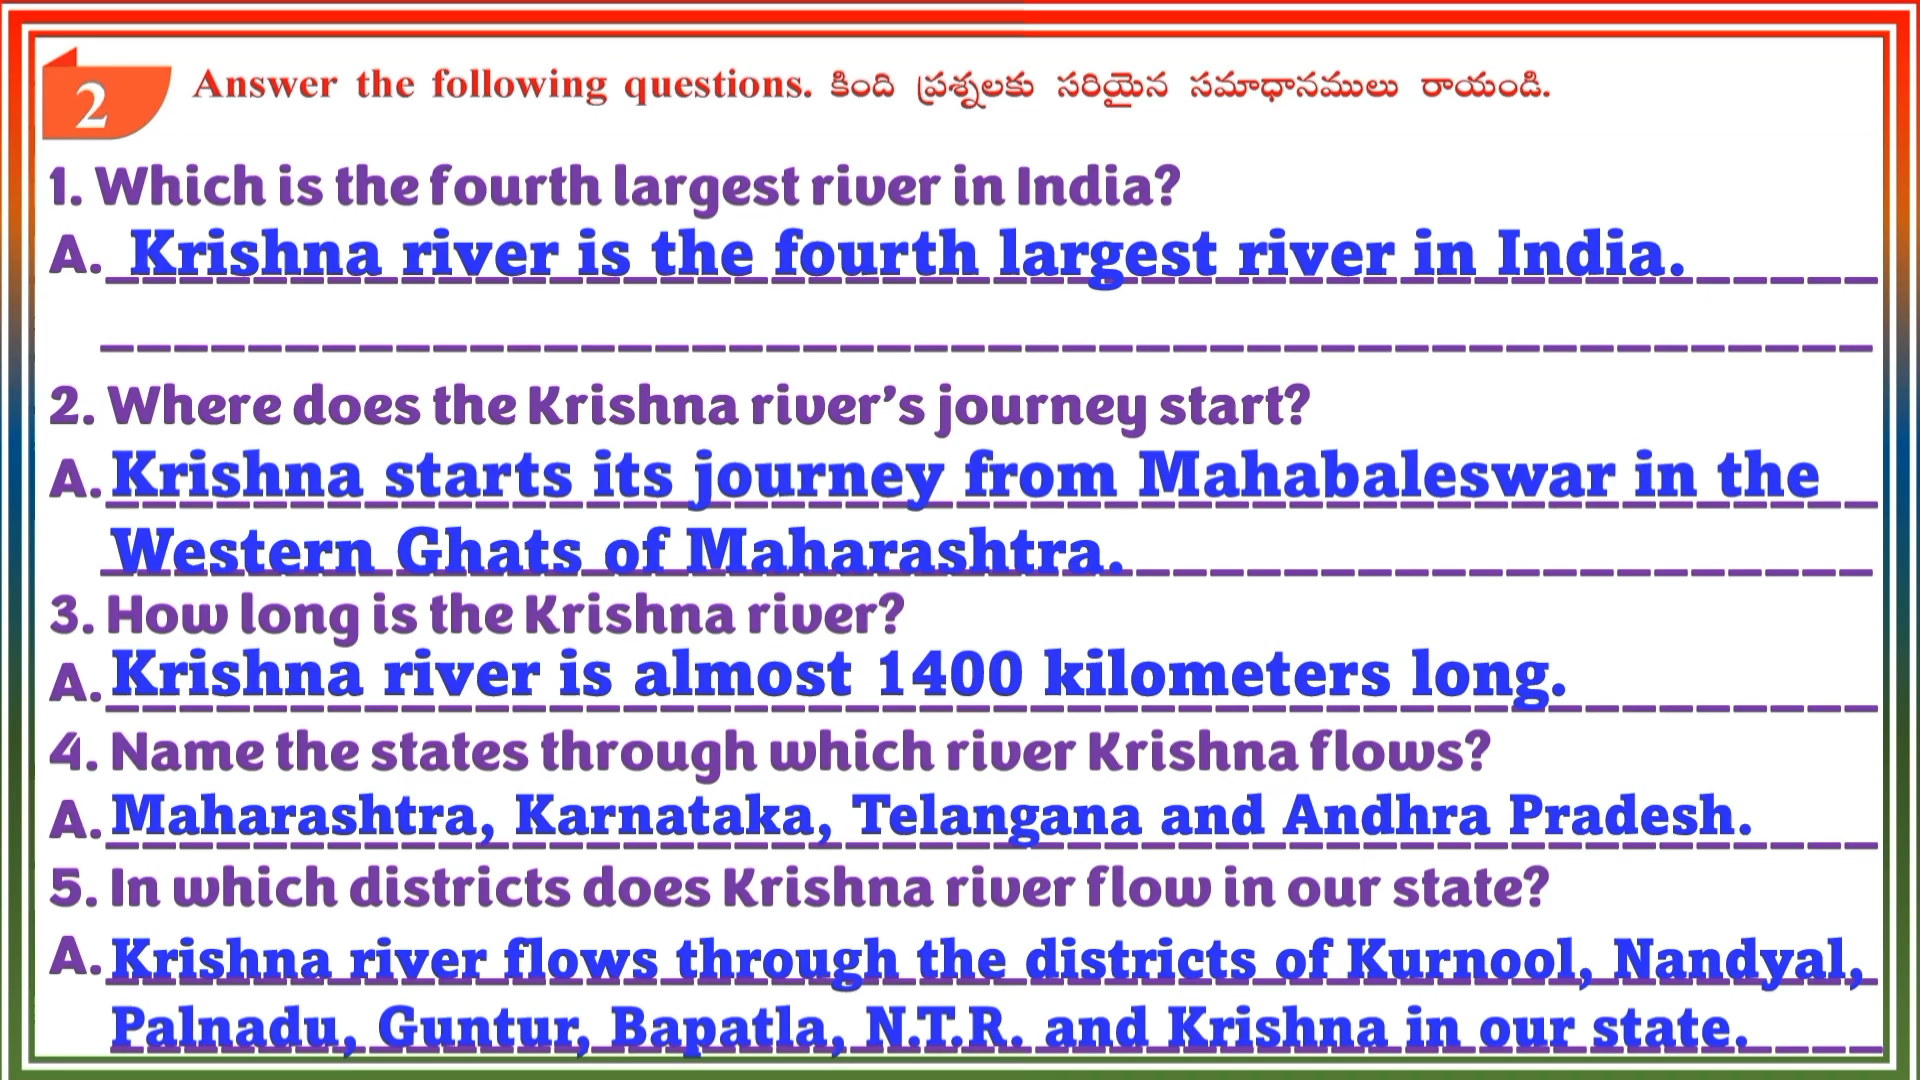 2
Answer the following questions. కింది ప్రశ్నలకు సరియైన సమాధానములు రాయండి.
1. Which is the fourth largest river in India?
A. Krishna river is the fourth largest river in India.
2. Where does the Krishna river’s journey start?
A. Krishna starts its journey from Mahabaleswar in the
Western Ghats of Maharashtra.
3. How long is the Krishna river?
A. Krishna river is almost 1400 kilometers long.
4. Name the states through which river Krishna flows?
A. Maharashtra, Karnataka, Telangana and Andhra Pradesh.
5. In which districts does Krishna river flow in our state?
A. Krishna river flows through the districts of Kurnool, Nandyal,
Palnadu, Guntur, Bapatla, N.T.R. and Krishna in our state.